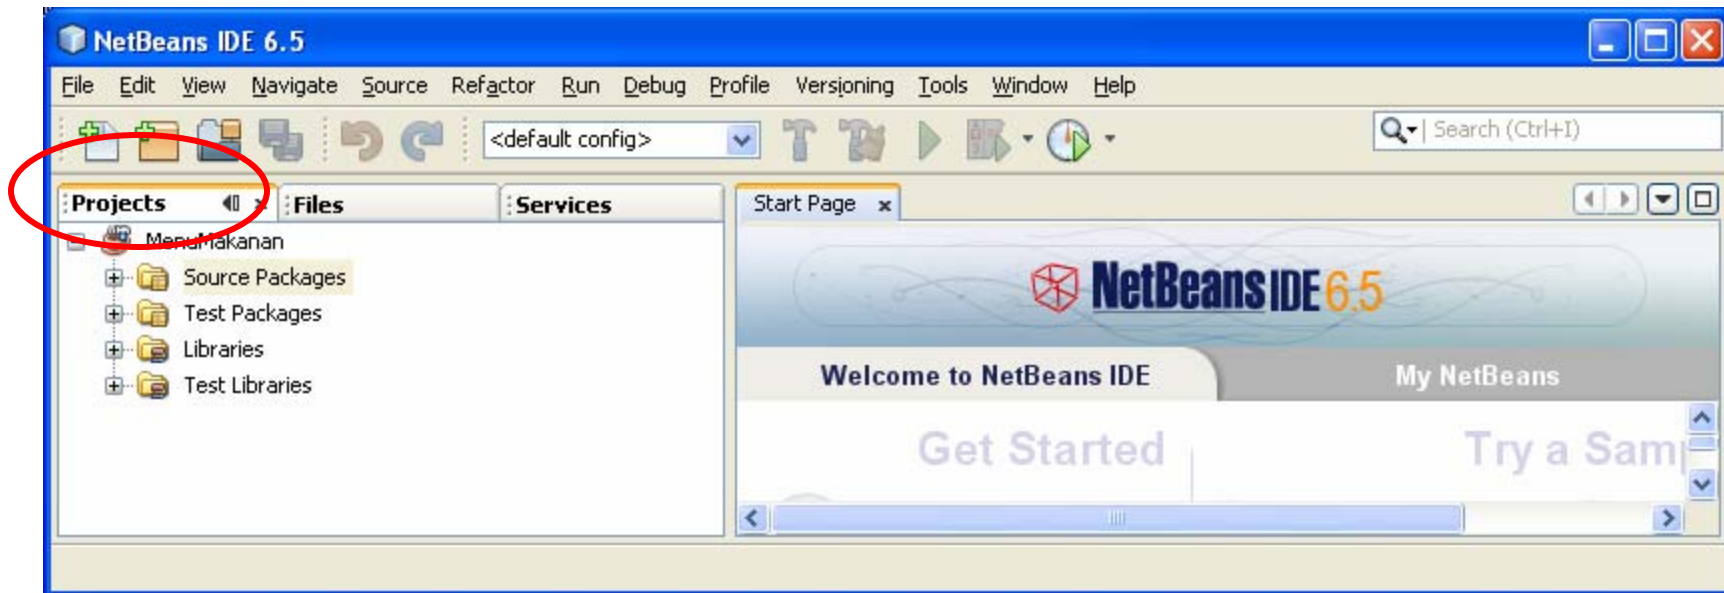 NetBeans IDE 6.5
File Edit View Navigate Source Refactor Run Debug Profile Versioning Tools Window Help
<default config>
Search (Ctrl+I)
Projects Files Services
Start Page
MenuMakanan
Source Packages
Test Packages
Libraries
Test Libraries
NetBeans IDE 6.5
Welcome to NetBeans IDE
My NetBeans
Get Started
Try a Sam